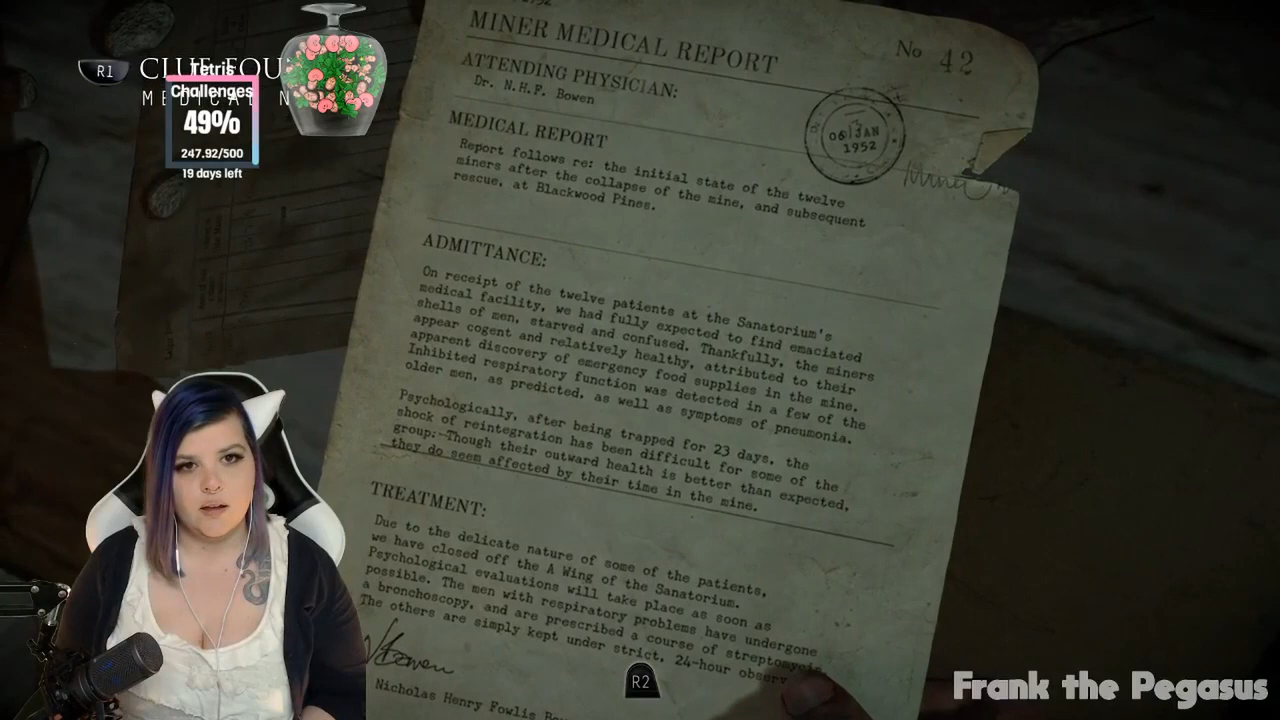 R1
Tetris
Challenges
49%
247.92/500
19 days left
MINER MEDICAL REPORT
No 42
ATTENDING PHYSICIAN:
Dr. N.H.F. Bowen
06 JAN
1952
MEDICAL REPORT
Report follows re: the initial state of the twelve
miners after the collapse of the mine, and subsequent
rescue, at Blackwood Pines.
ADMITTANCE:
On receipt of the twelve patients at the Sanatorium's
medical facility, we had fully expected to find emaciated
shells of men, starved and confused. Thankfully, the miners
appear cogent and relatively healthy, attributed to their
apparent discovery of emergency food supplies in the mine.
Inhibited respiratory function was detected in a few of the
older men, as predicted, as well as symptoms of pneumonia.
Psychologically, after being trapped for 23 days, the
shock of reintegration has been difficult for some of the
group: Though their outward health is better than expected,
they do seem affected by their time in the mine.
TREATMENT:
Due to the delicate nature of some of the patients,
we have closed off the A Wing of the Sanatorium.
Psychological evaluations will take place as soon as
possible. The men with respiratory problems have undergone
a bronchoscopy, and are prescribed a course of streptomycin
The others are simply kept under strict, 24-hour observ
Bowen
Nicholas Henry Fowlis Bow
R2
Frank the Pegasus